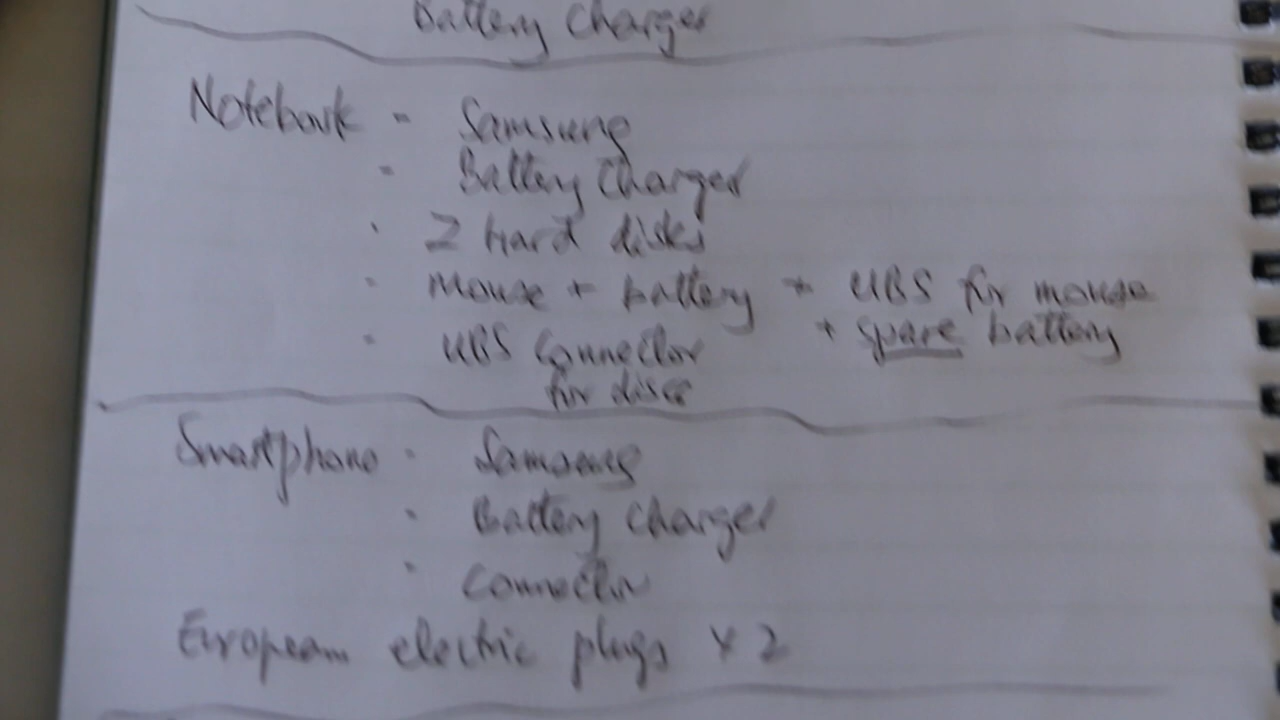 Battery Charger
Notebook - Samsung
- Battery Charger
- 2 hard disks
- mouse + battery + UBS for mouse
+ spare battery
- UBS Connector
for discs
Smartphone - Samsung
- Battery Charger
- Connector
European electric plugs x 2